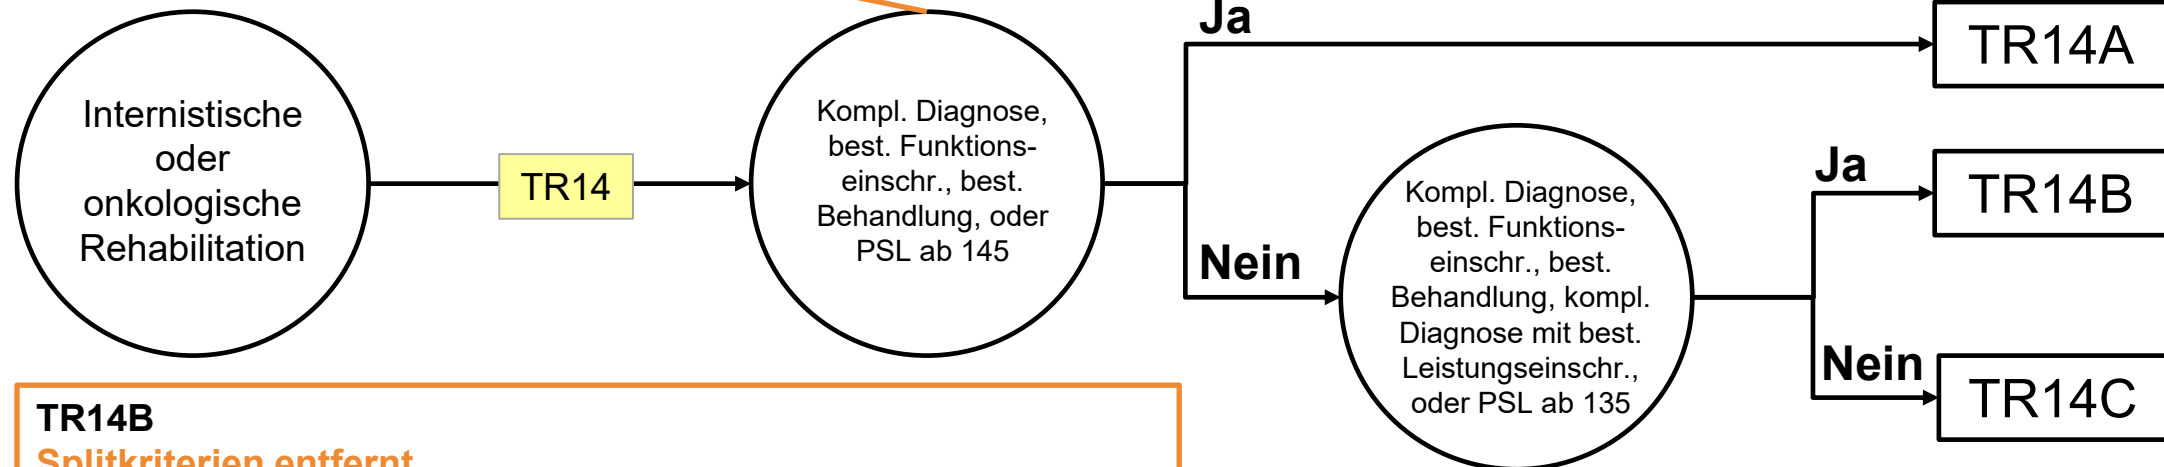 Internistische
oder
onkologische
Rehabilitation
TR14
Kompl. Diagnose,
best. Funktions-
einschr., best.
Behandlung, oder
PSL ab 145
Ja
TR14A
Nein
Kompl. Diagnose,
best. Funktions-
einschr., best.
Behandlung, kompl.
Diagnose mit best.
Leistungseinschr.,
oder PSL ab 135
Ja
TR14B
Nein
TR14C
TR14B
Splitkriterien entfernt